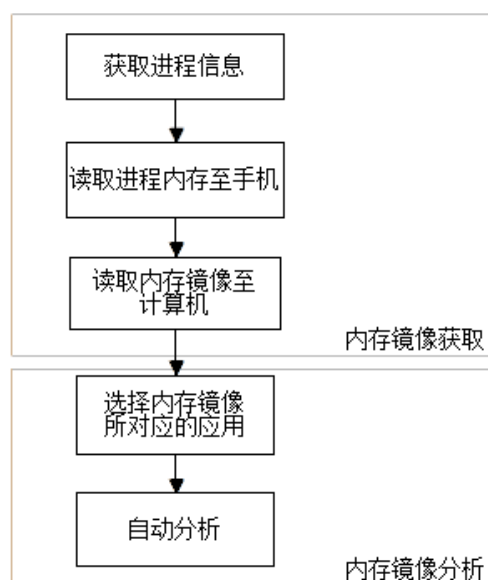 获取进程信息
读取进程内存至手机
读取内存镜像至
计算机
内存镜像获取
选择内存镜像
所对应的应用
自动分析
内存镜像分析